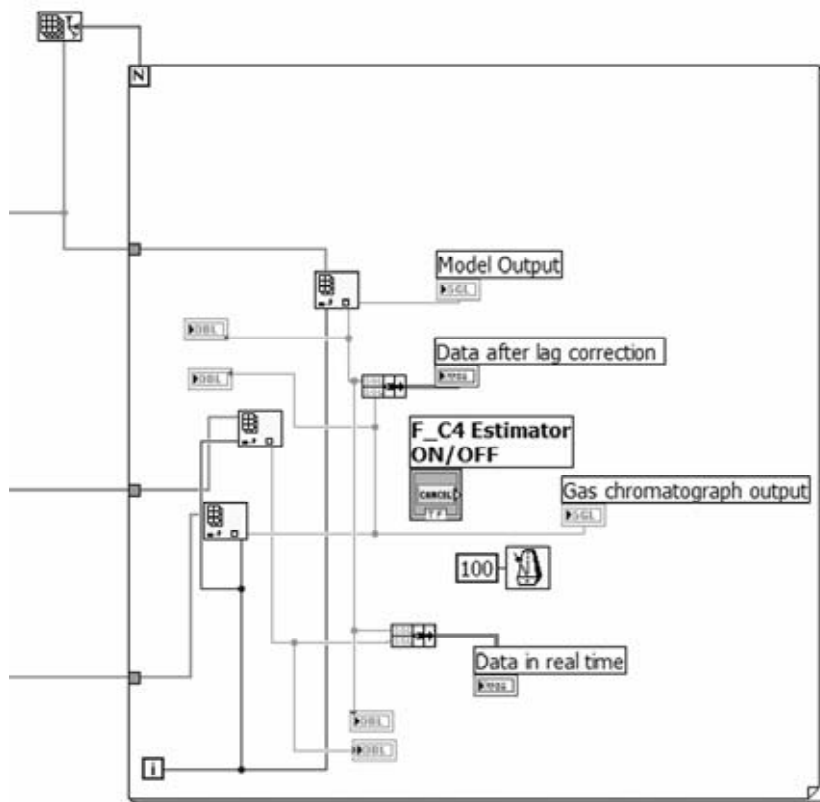 N
Model Output
SGL
DBL
Data after lag correction
DBL
F_C4 Estimator
ON/OFF
CANCEL
TF
Gas chromatograph output
SGL
100
Data in real time
DBL
DBL
i